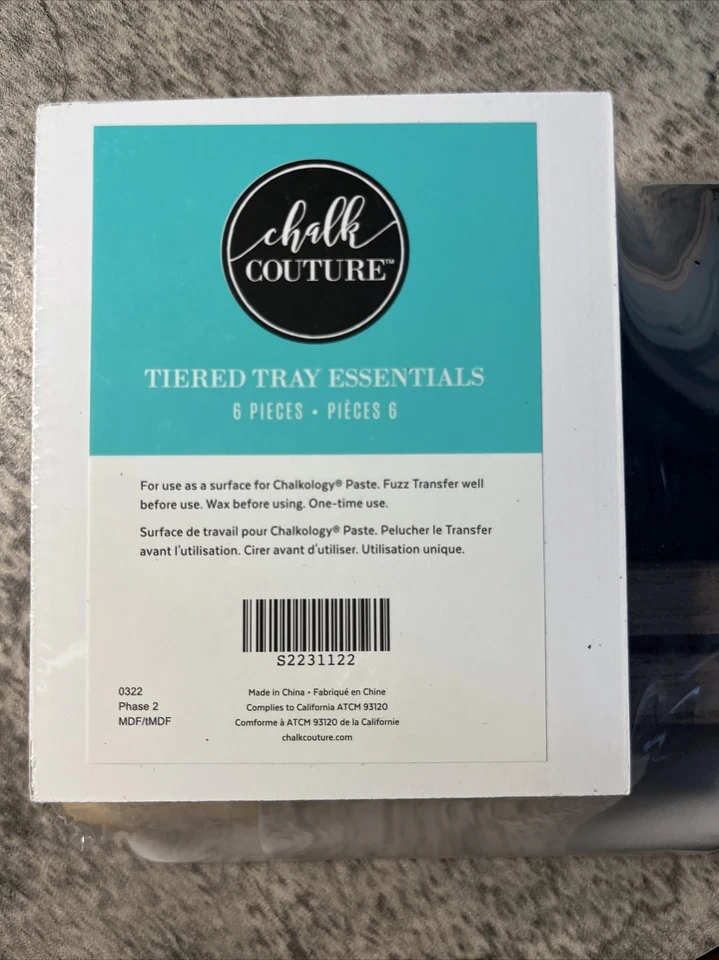 chalk
COUTURE™
TIERED TRAY ESSENTIALS
6 PIECES • PIÈCES 6
For use as a surface for Chalkology® Paste. Fuzz Transfer well
before use. Wax before using. One-time use.
Surface de travail pour Chalkology® Paste. Pelucher le Transfer
avant l'utilisation. Cirer avant d'utiliser. Utilisation unique.
S2231122
0322
Phase 2
MDF/tMDF
Made in China • Fabriqué en Chine
Complies to California ATCM 93120
Comforme à ATCM 93120 de la Californie
chalkcouture.com